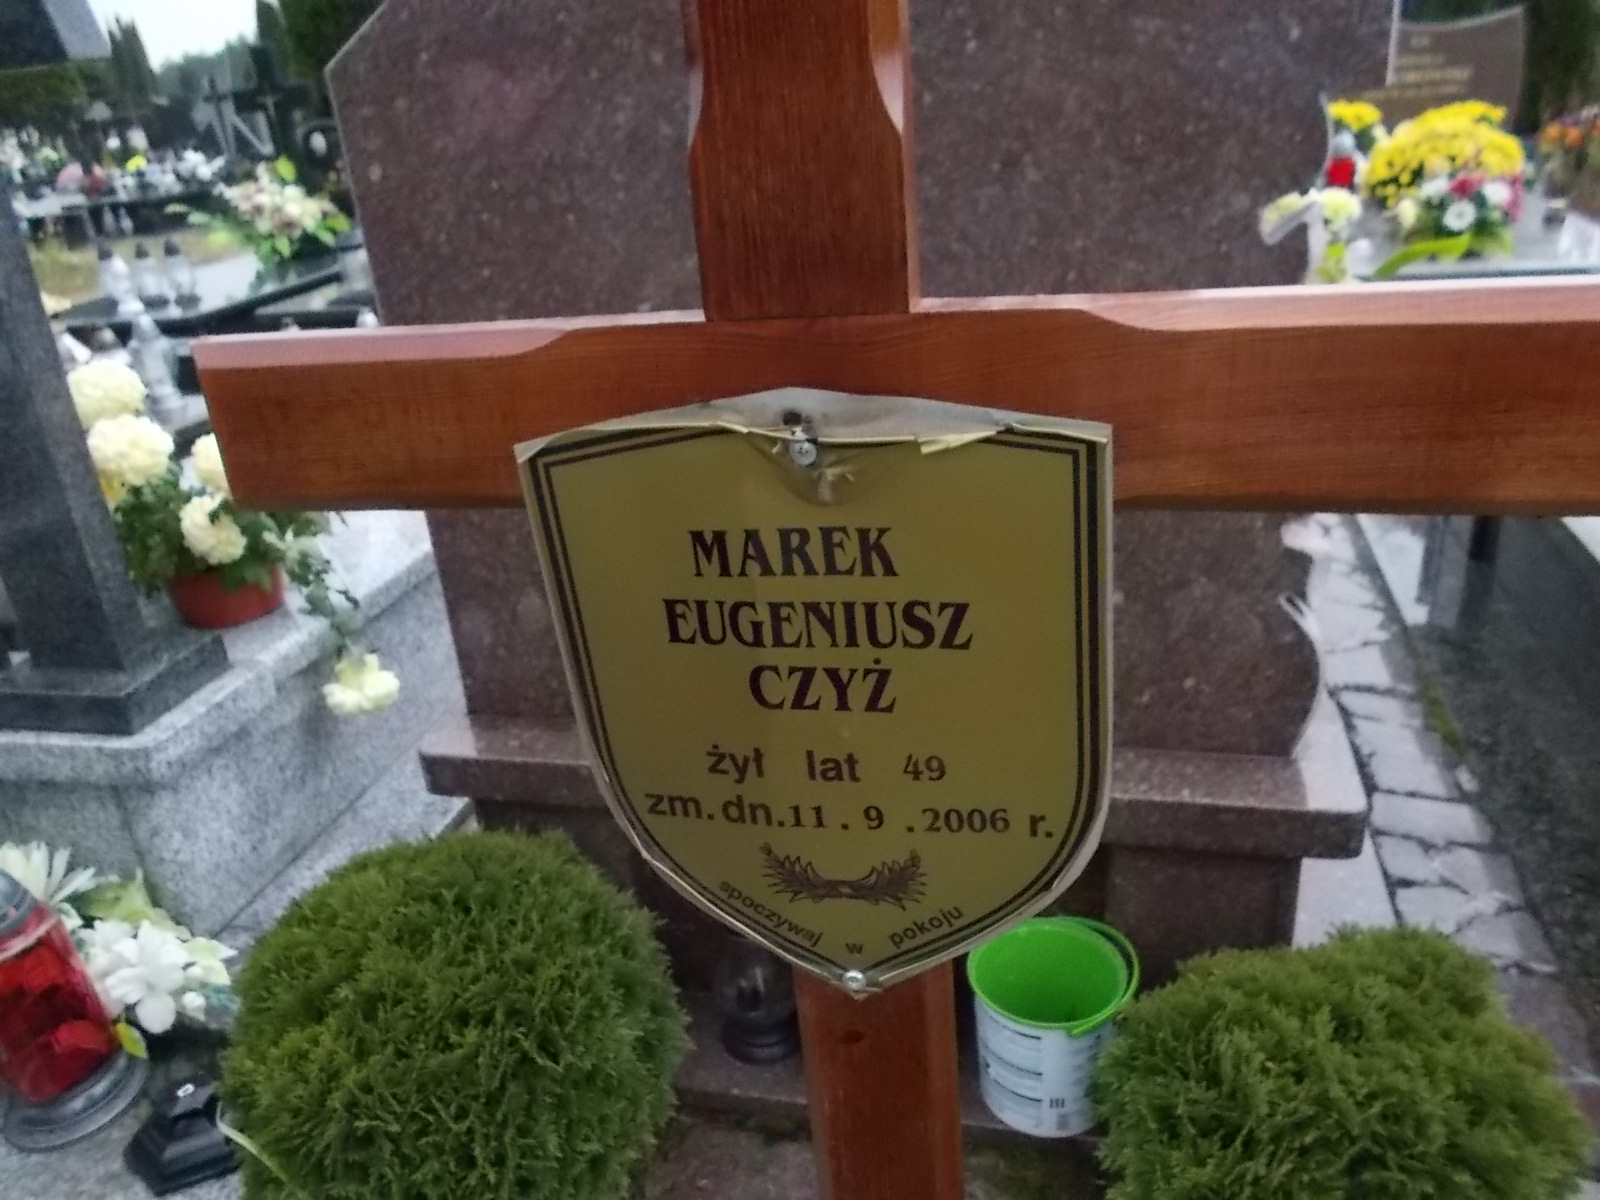 MAREK
EUGENIUSZ
CZYŻ
żył lat 49
zm. dn. 11 . 9 . 2006 r.
spoczywaj w pokoju